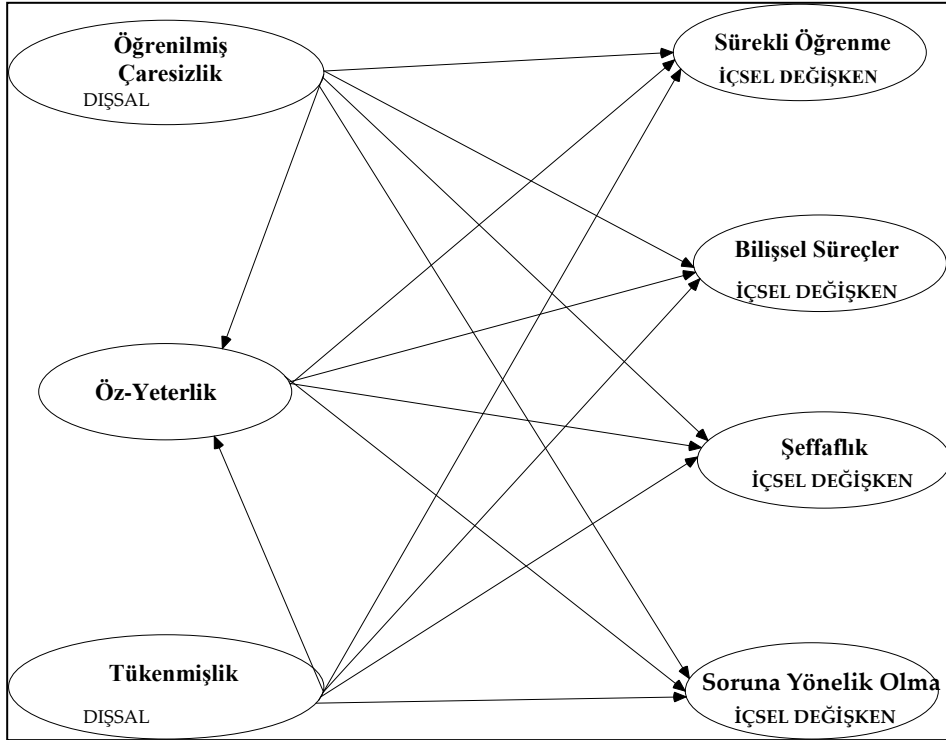 Öğrenilmiş
Çaresizlik
DIŞSAL
Sürekli Öğrenme
İÇSEL DEĞİŞKEN
Bilişsel Süreçler
İÇSEL DEĞİŞKEN
Öz-Yeterlik
Şeffaflık
İÇSEL DEĞİŞKEN
Tükenmişlik
DIŞSAL
Soruna Yönelik Olma
İÇSEL DEĞİŞKEN